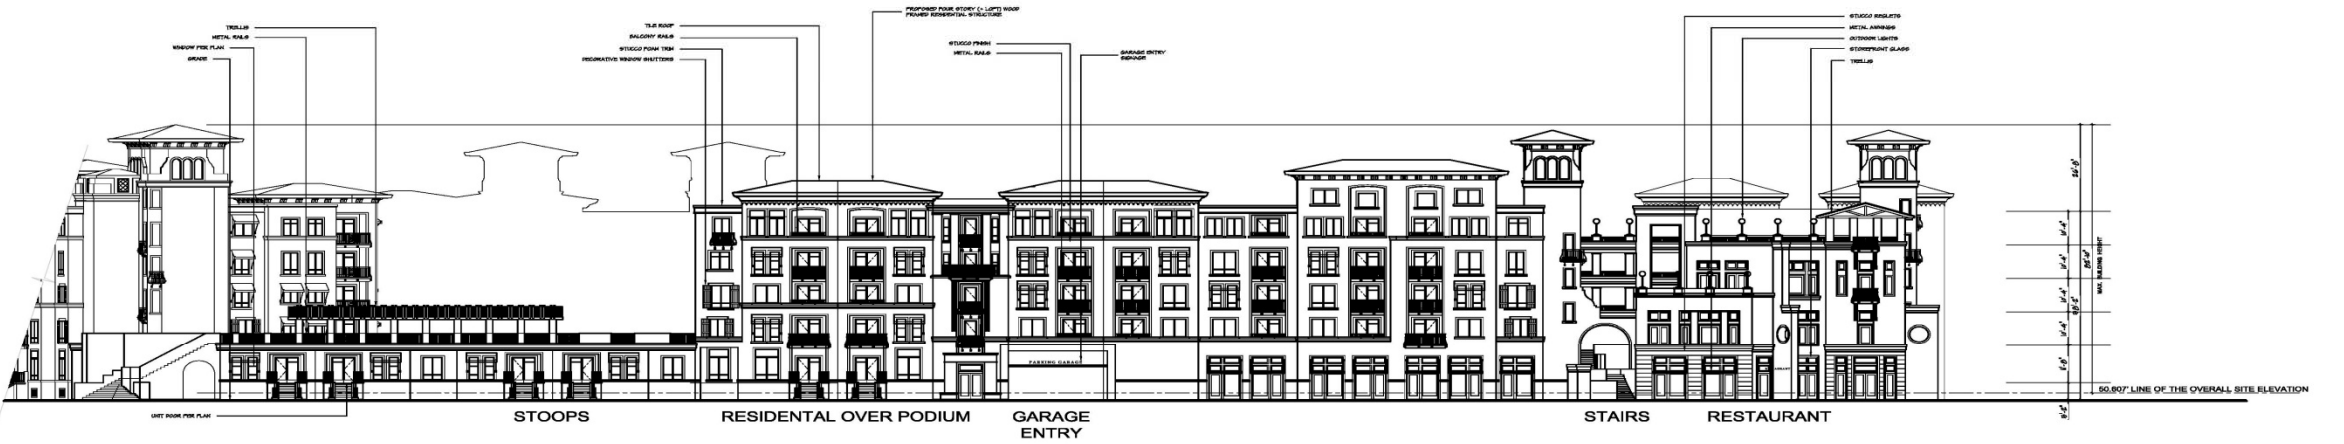 TRELLIS
METAL RAILS
WINDOW PER PLAN
GRADE
TILE ROOF
BALCONY RAILS
STUCCO FOAM TRIM
DECORATIVE WINDOW SHUTTERS
PROPOSED FOUR STORY (+ LOFT) WOOD
FRAMED RESIDENTIAL STRUCTURE
STUCCO FINISH
METAL RAILS
GARAGE ENTRY
SIGNAGE
STUCCO REGLETS
METAL AWNINGS
OUTDOOR LIGHTS
STOREFRONT GLASS
TRELLIS
MAX. BUILDING HEIGHT
PARKING GARAGE
50.607' LINE OF THE OVERALL SITE ELEVATION
UNIT DOOR PER PLAN
STOOPS
RESIDENTAL OVER PODIUM
GARAGE
ENTRY
STAIRS
RESTAURANT